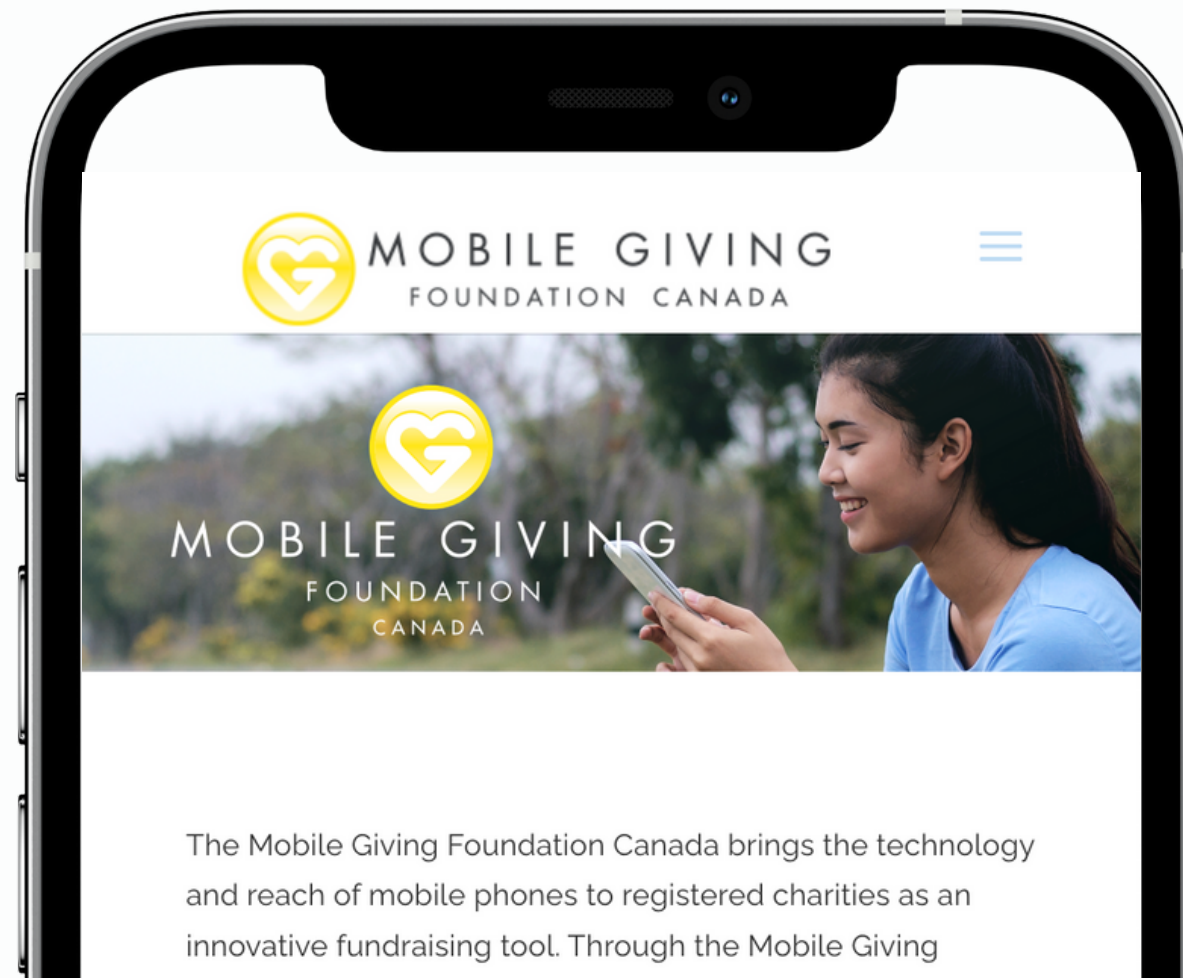 MOBILE GIVING
FOUNDATION CANADA
MOBILE GIVING
FOUNDATION
CANADA
The Mobile Giving Foundation Canada brings the technology
and reach of mobile phones to registered charities as an
innovative fundraising tool. Through the Mobile Giving